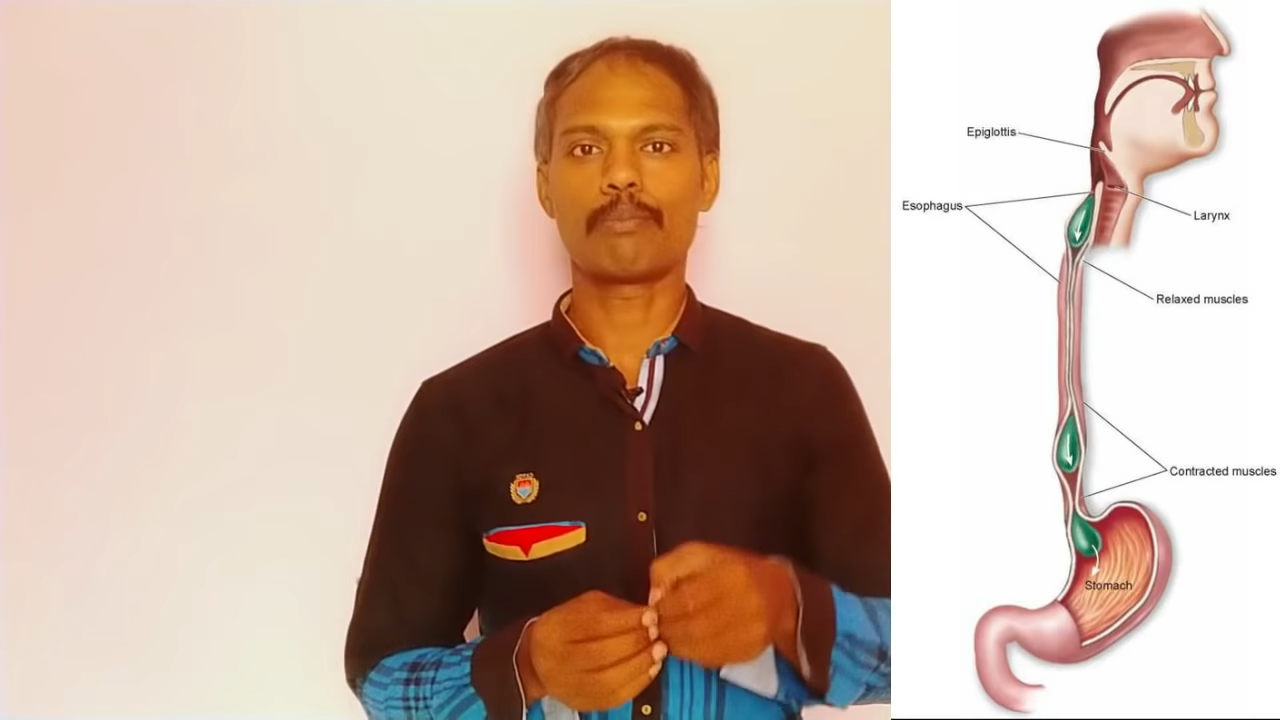 Epiglottis
Esophagus
Larynx
Relaxed muscles
Contracted muscles
Stomach